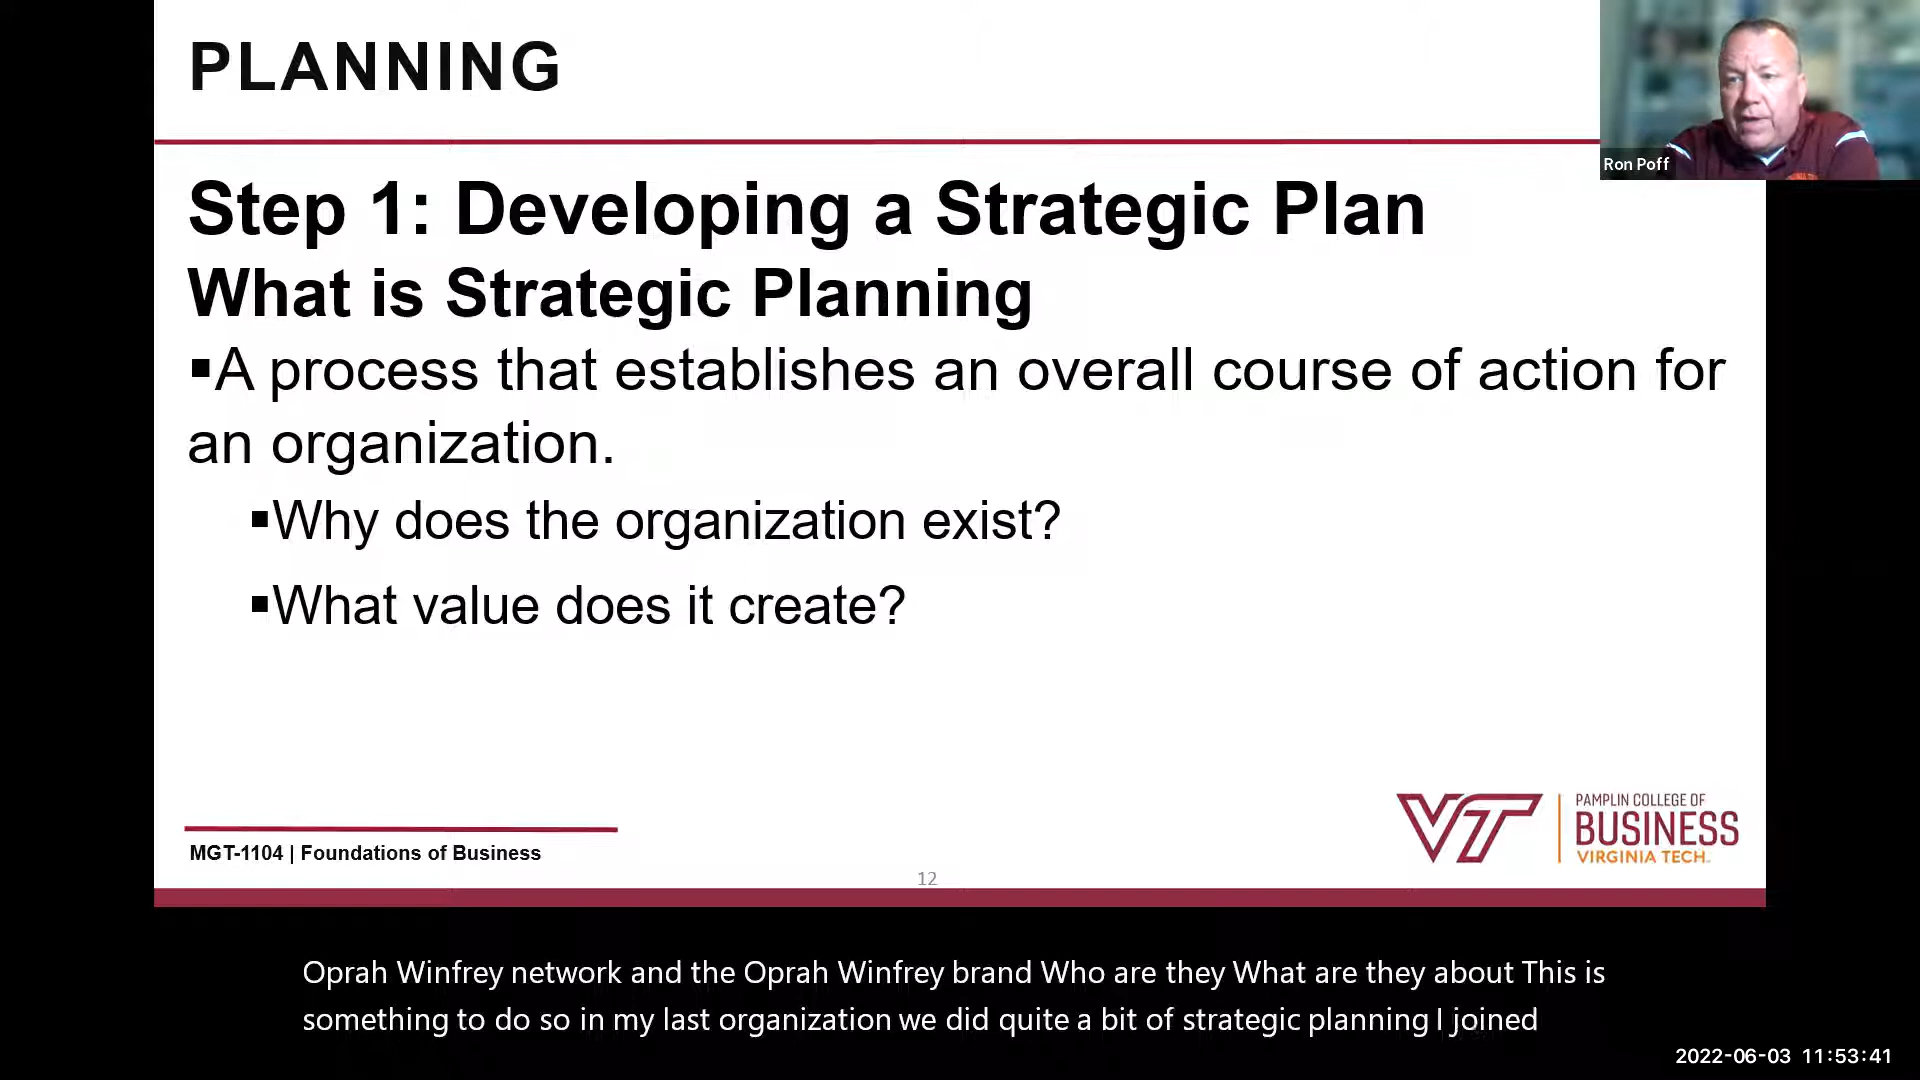 PLANNING
Ron Poff
Step 1: Developing a Strategic Plan
What is Strategic Planning
▪A process that establishes an overall course of action for
an organization.
▪Why does the organization exist?
▪What value does it create?
VT
PAMPLIN COLLEGE OF
BUSINESS
VIRGINIA TECH.
MGT-1104 | Foundations of Business
12
Oprah Winfrey network and the Oprah Winfrey brand Who are they What are they about This is
something to do so in my last organization we did quite a bit of strategic planning I joined
2022-06-03 11:53:41